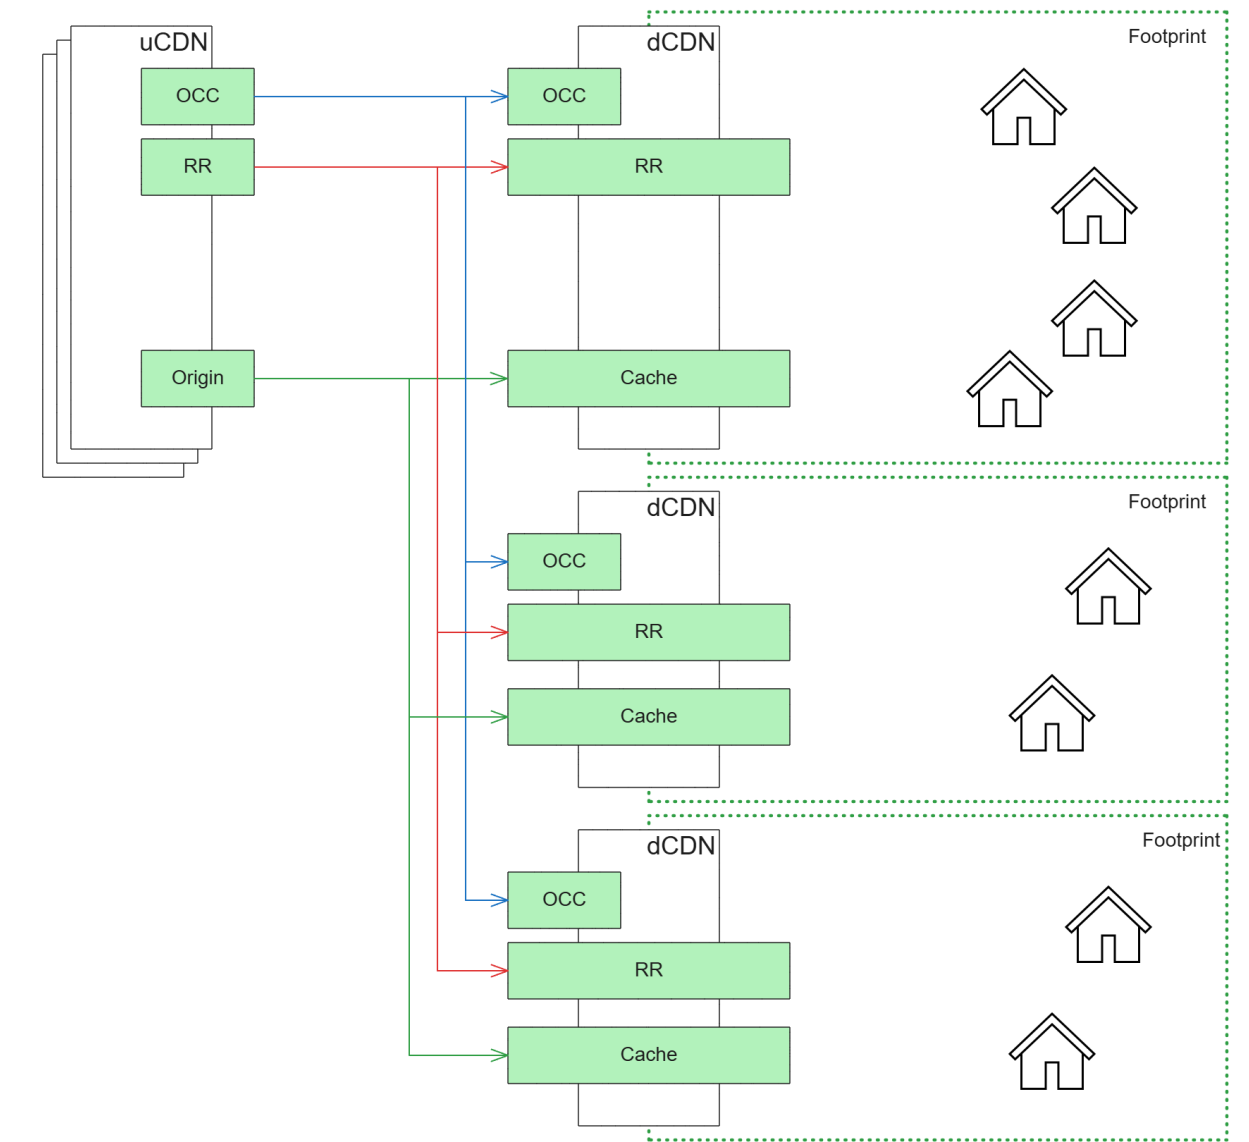 uCDN
OCC
RR
Origin
dCDN
OCC
RR
Cache
Footprint
dCDN
OCC
RR
Cache
Footprint
dCDN
OCC
RR
Cache
Footprint